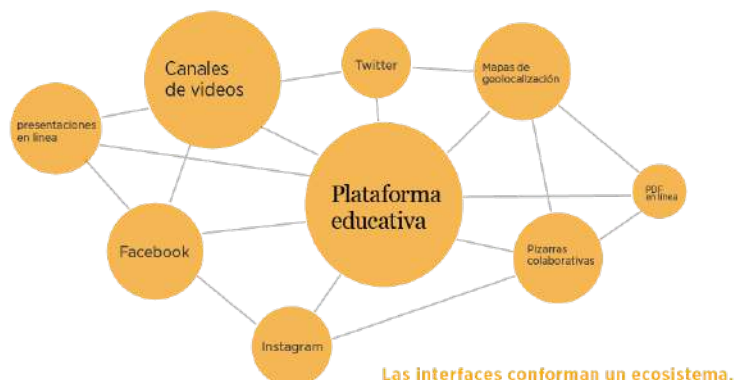 Canales
de videos
Twitter
Mapas de
geolocalización
presentaciones
en línea
Plataforma
educativa
PDF
en línea
Facebook
Pizarras
colaborativas
Instagram
Las interfaces conforman un ecosistema.